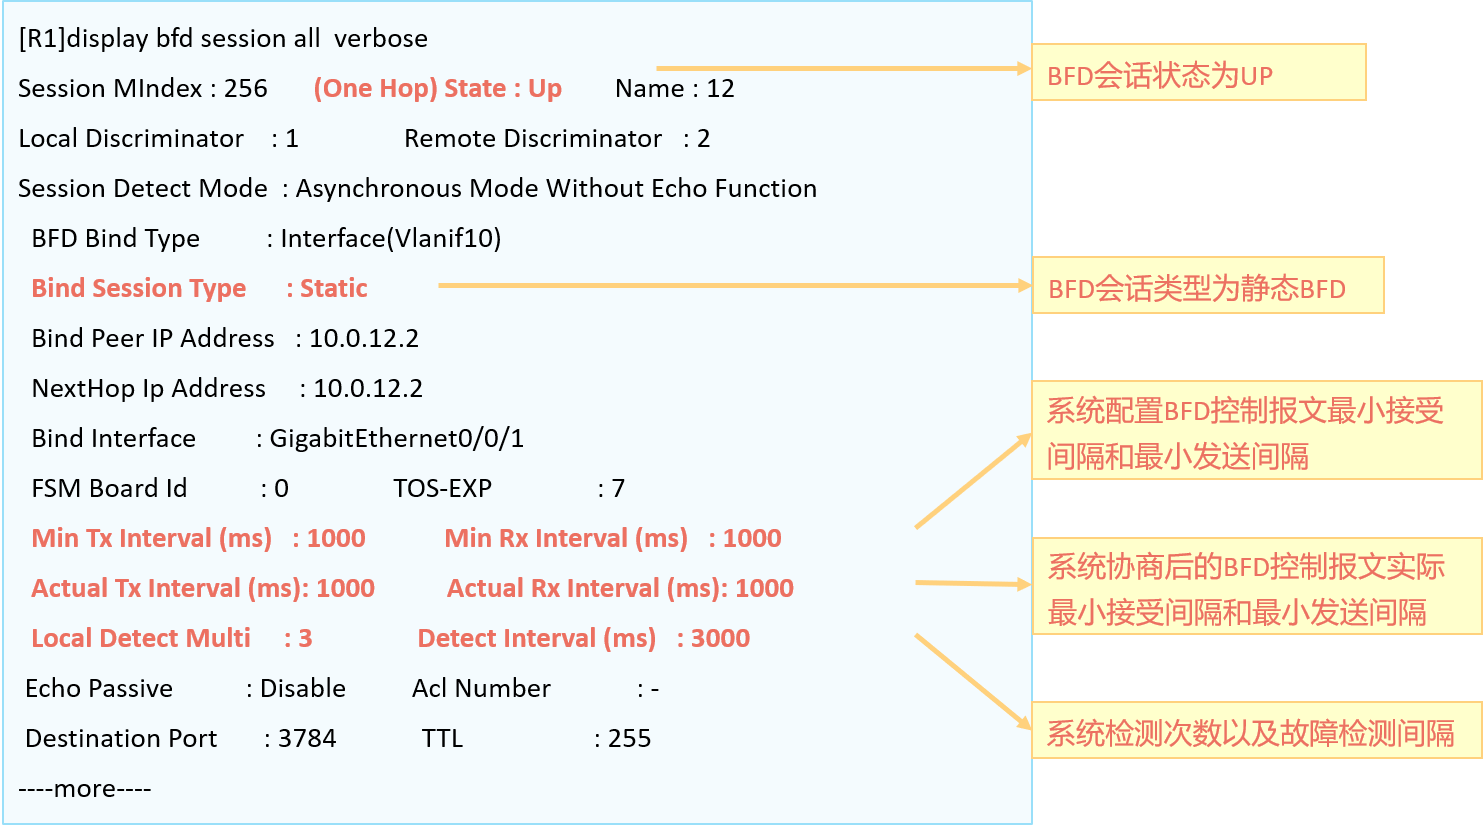 [R1]display bfd session all verbose
Session MIndex : 256 (One Hop) State : Up Name : 12
BFD会话状态为UP
Local Discriminator : 1 Remote Discriminator : 2
Session Detect Mode : Asynchronous Mode Without Echo Function
BFD Bind Type : Interface(Vlanif10)
Bind Session Type : Static
BFD会话类型为静态BFD
Bind Peer IP Address : 10.0.12.2
NextHop Ip Address : 10.0.12.2
Bind Interface : GigabitEthernet0/0/1
FSM Board Id : 0 TOS-EXP : 7
Min Tx Interval (ms) : 1000 Min Rx Interval (ms) : 1000
系统配置BFD控制报文最小接受
间隔和最小发送间隔
Actual Tx Interval (ms): 1000 Actual Rx Interval (ms): 1000
系统协商后的BFD控制报文实际
最小接受间隔和最小发送间隔
Local Detect Multi : 3 Detect Interval (ms) : 3000
系统检测次数以及故障检测间隔
Echo Passive : Disable Acl Number : -
Destination Port : 3784 TTL : 255
----more----